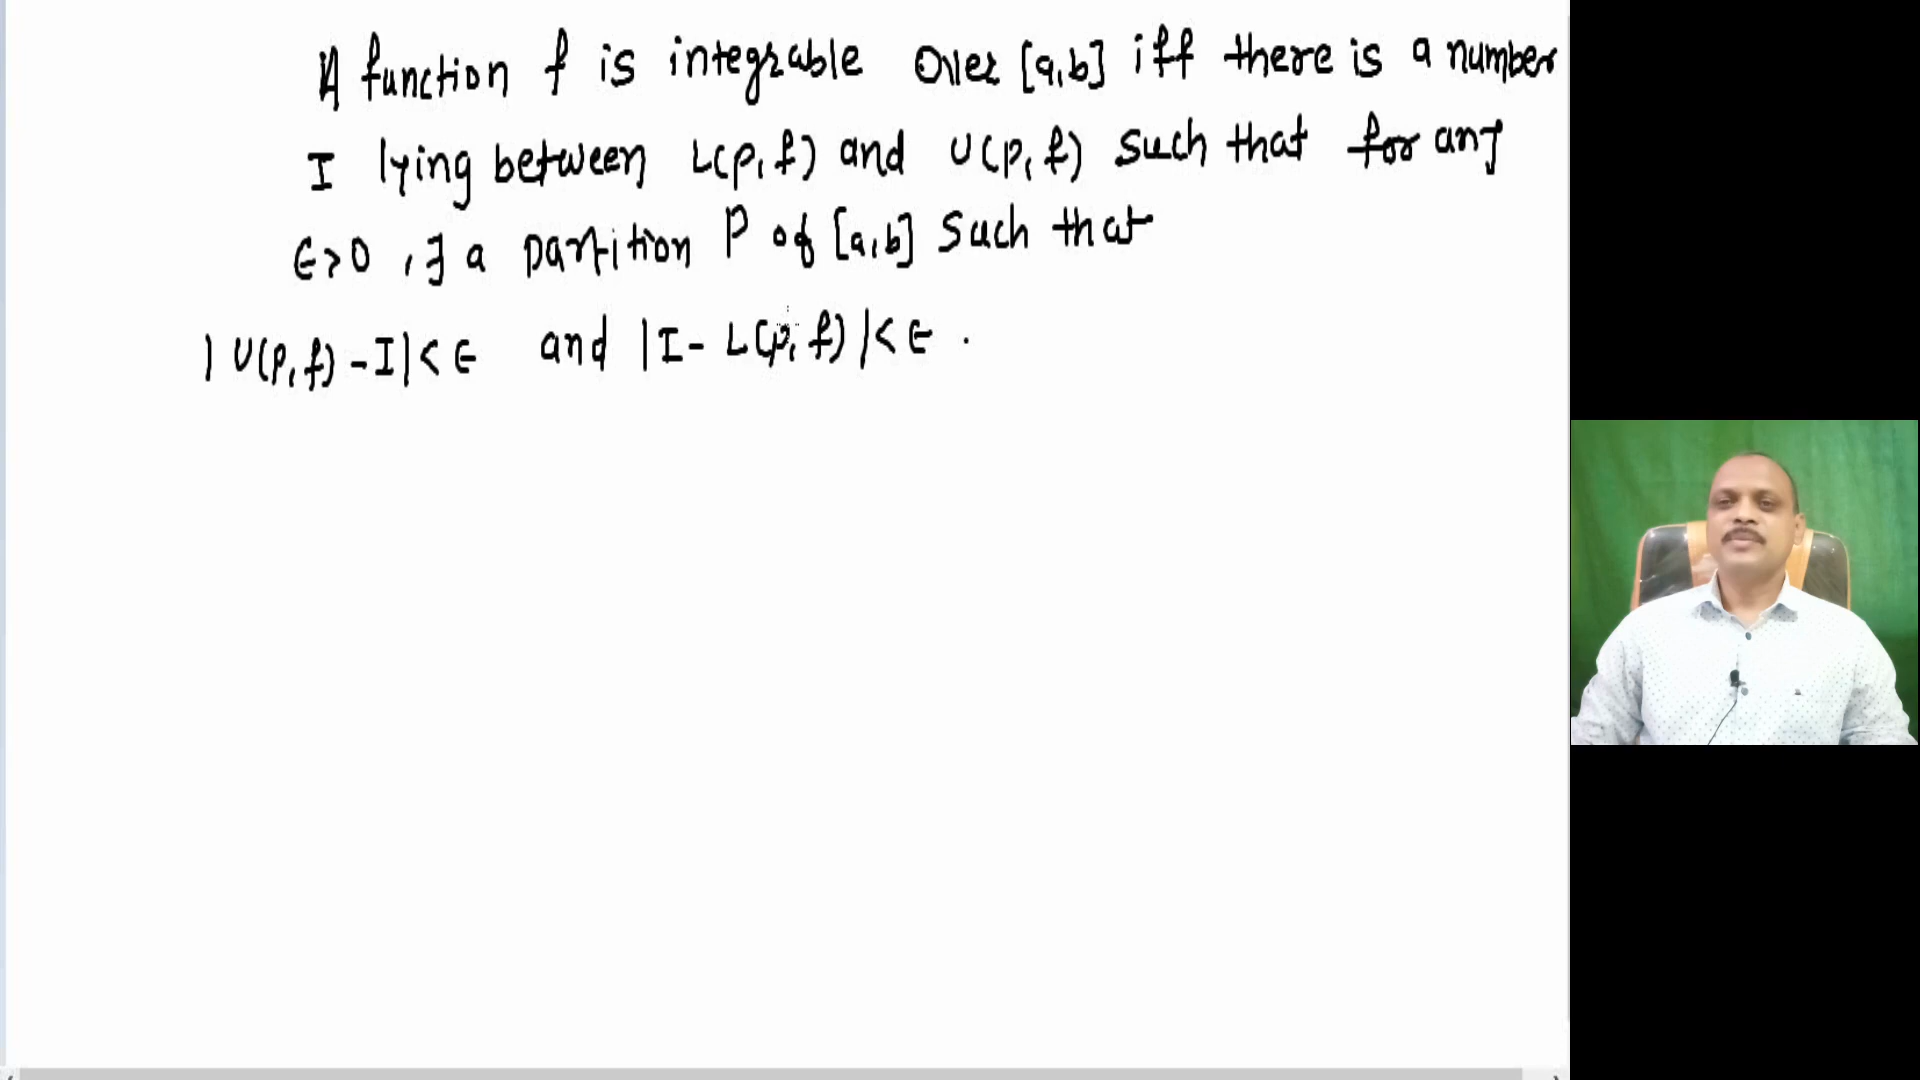 A function f is integrable over [a,b] iff there is a number
I lying between L(p,f) and U(p,f) such that for any
ϵ>0, ∃ a partition P of [a,b] such that
|U(p,f)-I|<ϵ and |I-L(p,f)|<ϵ.